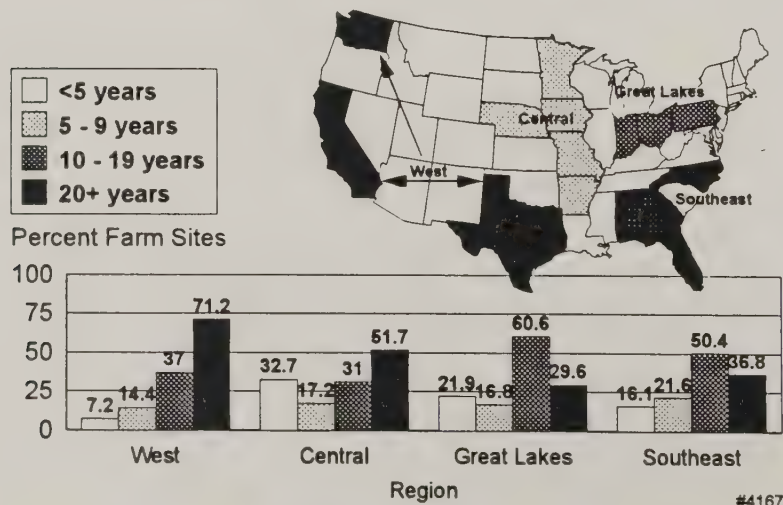 <5 years
5 - 9 years
10 - 19 years
20+ years
Great Lakes
Central
West
Southeast
Percent Farm Sites
100
75
50
25
0
7.2
14.4
37
71.2
32.7
17.2
31
51.7
21.9
16.8
60.6
29.6
16.1
21.6
50.4
36.8
West Central Great Lakes Southeast
Region
#4167